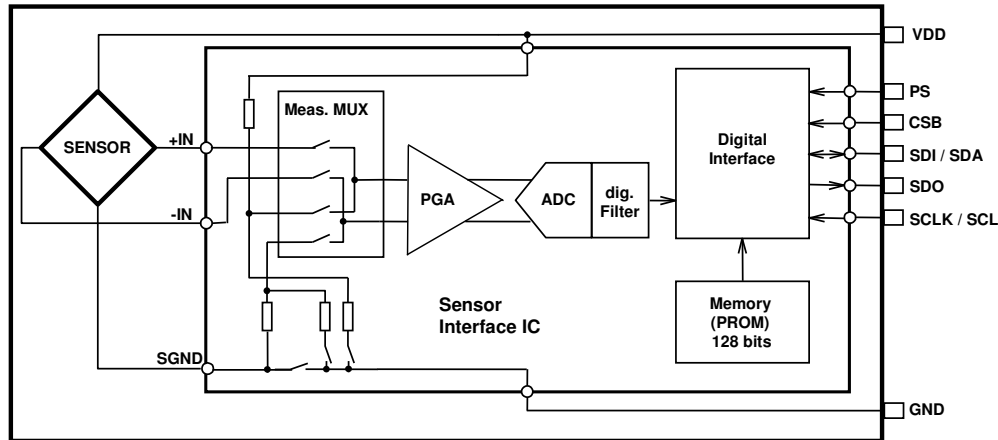 VDD
PS
Meas. MUX
CSB
+IN
SENSOR
Digital
Interface
SDI / SDA
PGA
ADC
dig.
Filter
SDO
-IN
SCLK / SCL
Sensor
Interface IC
Memory
(PROM)
128 bits
SGND
GND